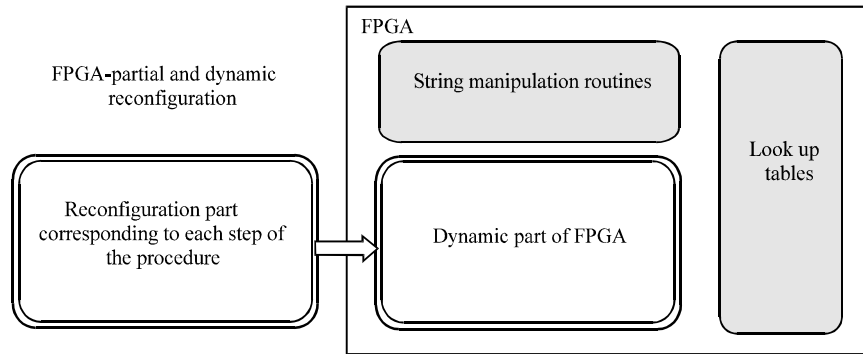 FPGA
FPGA-partial and dynamic
reconfiguration
String manipulation routines
Look up
tables
Reconfiguration part
corresponding to each step of
the procedure
Dynamic part of FPGA